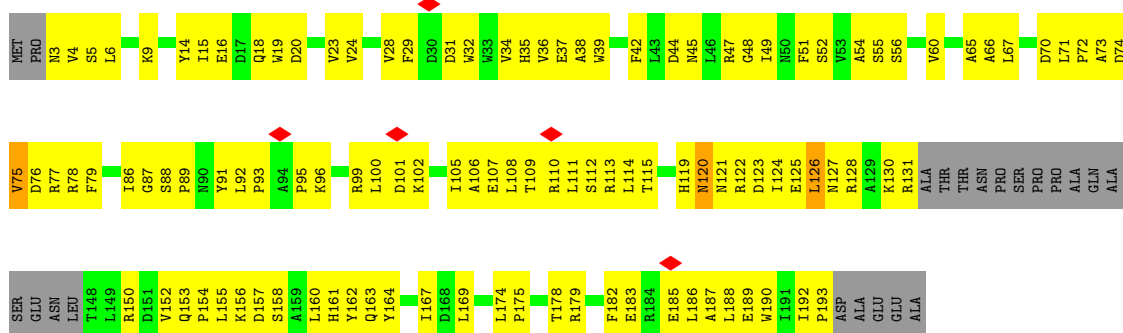 MET PRO N3 V4 S5 L6 K9 Y14 I15 E16 D17 Q18 W19 D20 V23 V24 V28 F29 D30 D31 W32 W33 V34 H35 V36 E37 A38 W39 F42 L43 D44 N45 L46 R47 G48 I49 N50 F51 S52 V53 A54 S55 S56 V60 A65 A66 L67 D70 L71 P72 A73 D74
V75 D76 R77 R78 F79 I86 G87 S88 P89 N90 Y91 L92 P93 A94 P95 K96 R99 L100 D101 K102 I105 A106 E107 L108 T109 R110 L111 S112 R113 L114 T115 H119 N120 N121 R122 D123 I124 E125 L126 N127 R128 A129 K130 R131 ALA THR THR ASN PRO SER PRO PRO ALA GLN ALA
SER GLU ASN LEU T148 L149 R150 D151 V152 Q153 P154 L155 K156 D157 S158 A159 L160 H161 Y162 Q163 Y164 I167 D168 L169 L174 P175 T178 R179 F182 E183 R184 E185 L186 A187 L188 E189 W190 I191 I192 P193 ASP ALA GLU GLU ALA